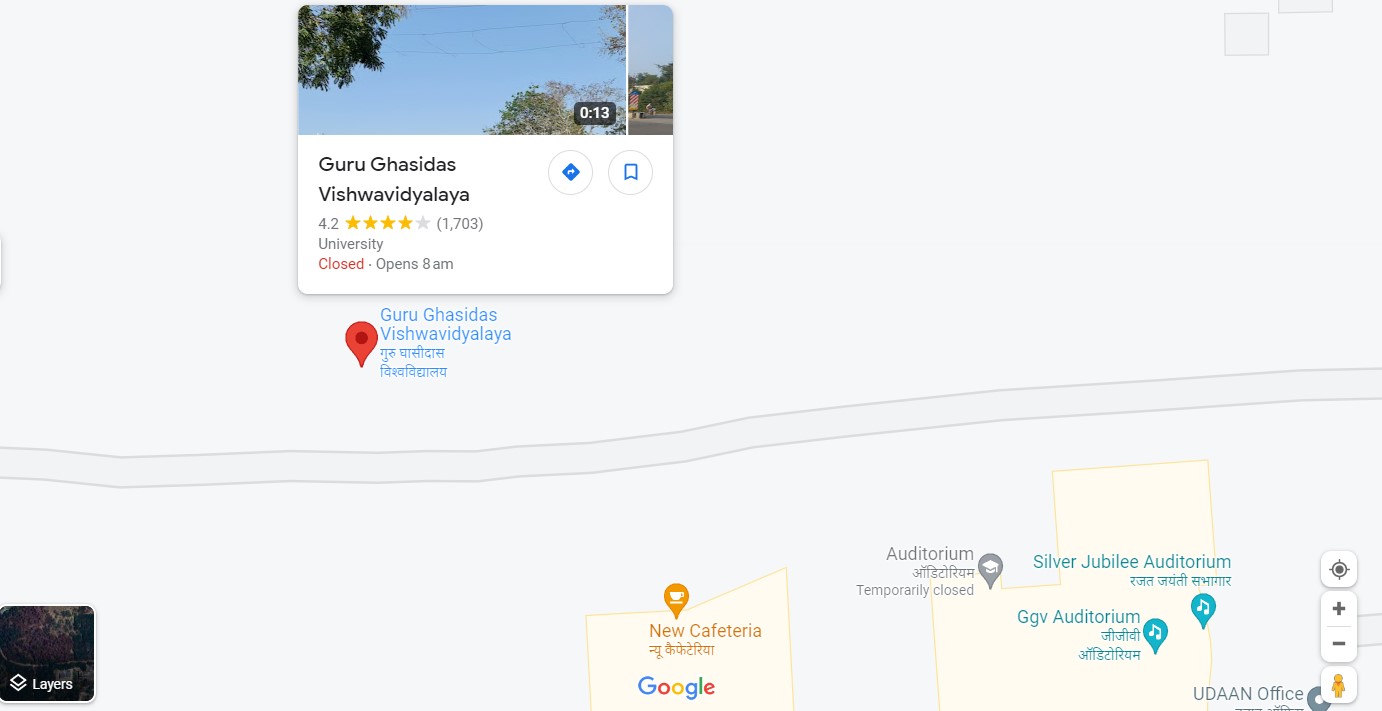 0:13
Guru Ghasidas
Vishwavidyalaya
4.2 (1,703)
University
Closed · Opens 8 am
Guru Ghasidas
Vishwavidyalaya
गुरु घासीदास
विश्वविद्यालय
Auditorium
ऑडिटोरियम
Temporarily closed
Silver Jubilee Auditorium
रजत जयंती सभागार
New Cafeteria
न्यू कैफेटेरिया
Ggv Auditorium
जीजीवी
ऑडिटोरियम
Google
Layers
UDAAN Office